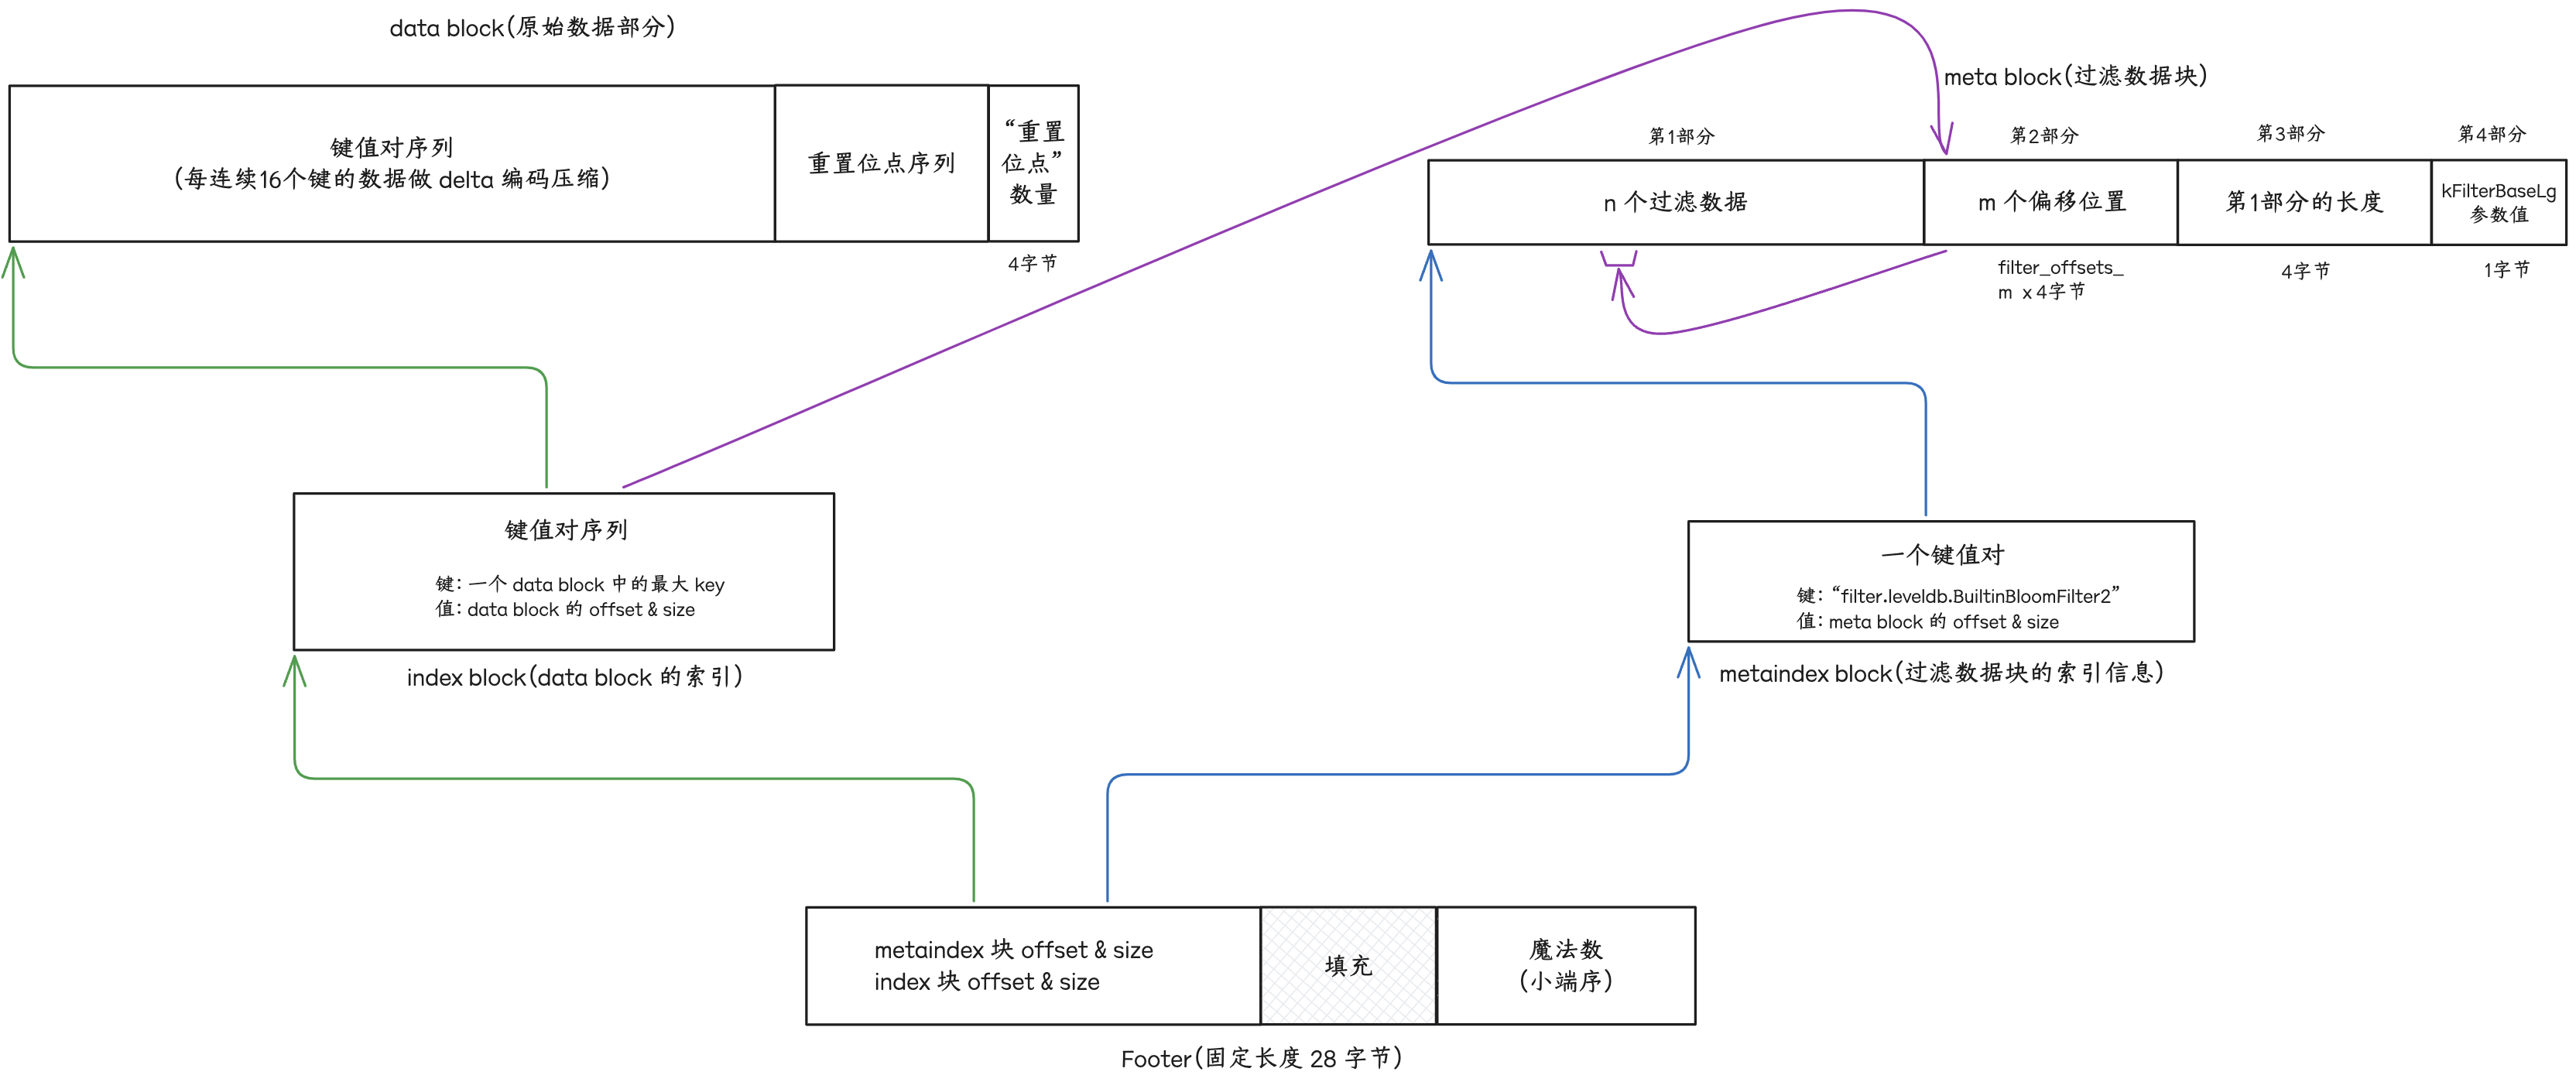 data block(原始数据部分)
键值对序列
(每连续16个键的数据做 delta 编码压缩)
重置位点序列
“重置
位点”
数量
4字节
meta block(过滤数据块)
第1部分
第2部分
第3部分
第4部分
n 个过滤数据
m 个偏移位置
第1部分的长度
kFilterBaseLg
参数值
filter_offsets_
m x 4字节
4字节
1字节
键值对序列
键: 一个 data block 中的最大 key
值: data block 的 offset & size
index block(data block 的索引)
一个键值对
键: “filter.leveldb.BuiltinBloomFilter2”
值: meta block 的 offset & size
metaindex block(过滤数据块的索引信息)
metaindex 块 offset & size
index 块 offset & size
填充
魔法数
(小端序)
Footer(固定长度 28 字节)